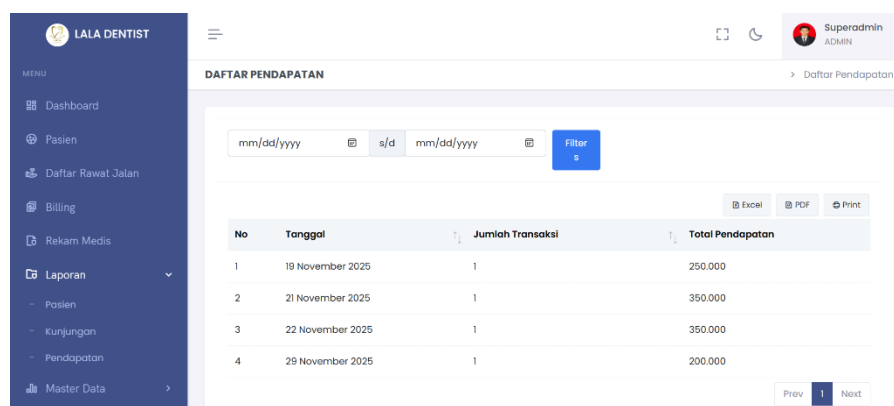 LALA DENTIST
Superadmin
ADMIN
MENU
DAFTAR PENDAPATAN
> Daftar Pendapatan
Dashboard
Pasien
Daftar Rawat Jalan
Billing
Rekam Medis
Laporan
- Pasien
- Kunjungan
- Pendapatan
Master Data
mm/dd/yyyy s/d mm/dd/yyyy
Filter
s
Excel PDF Print
No Tanggal Jumlah Transaksi Total Pendapatan
1 19 November 2025 1 250.000
2 21 November 2025 1 350.000
3 22 November 2025 1 350.000
4 29 November 2025 1 200.000
Prev 1 Next